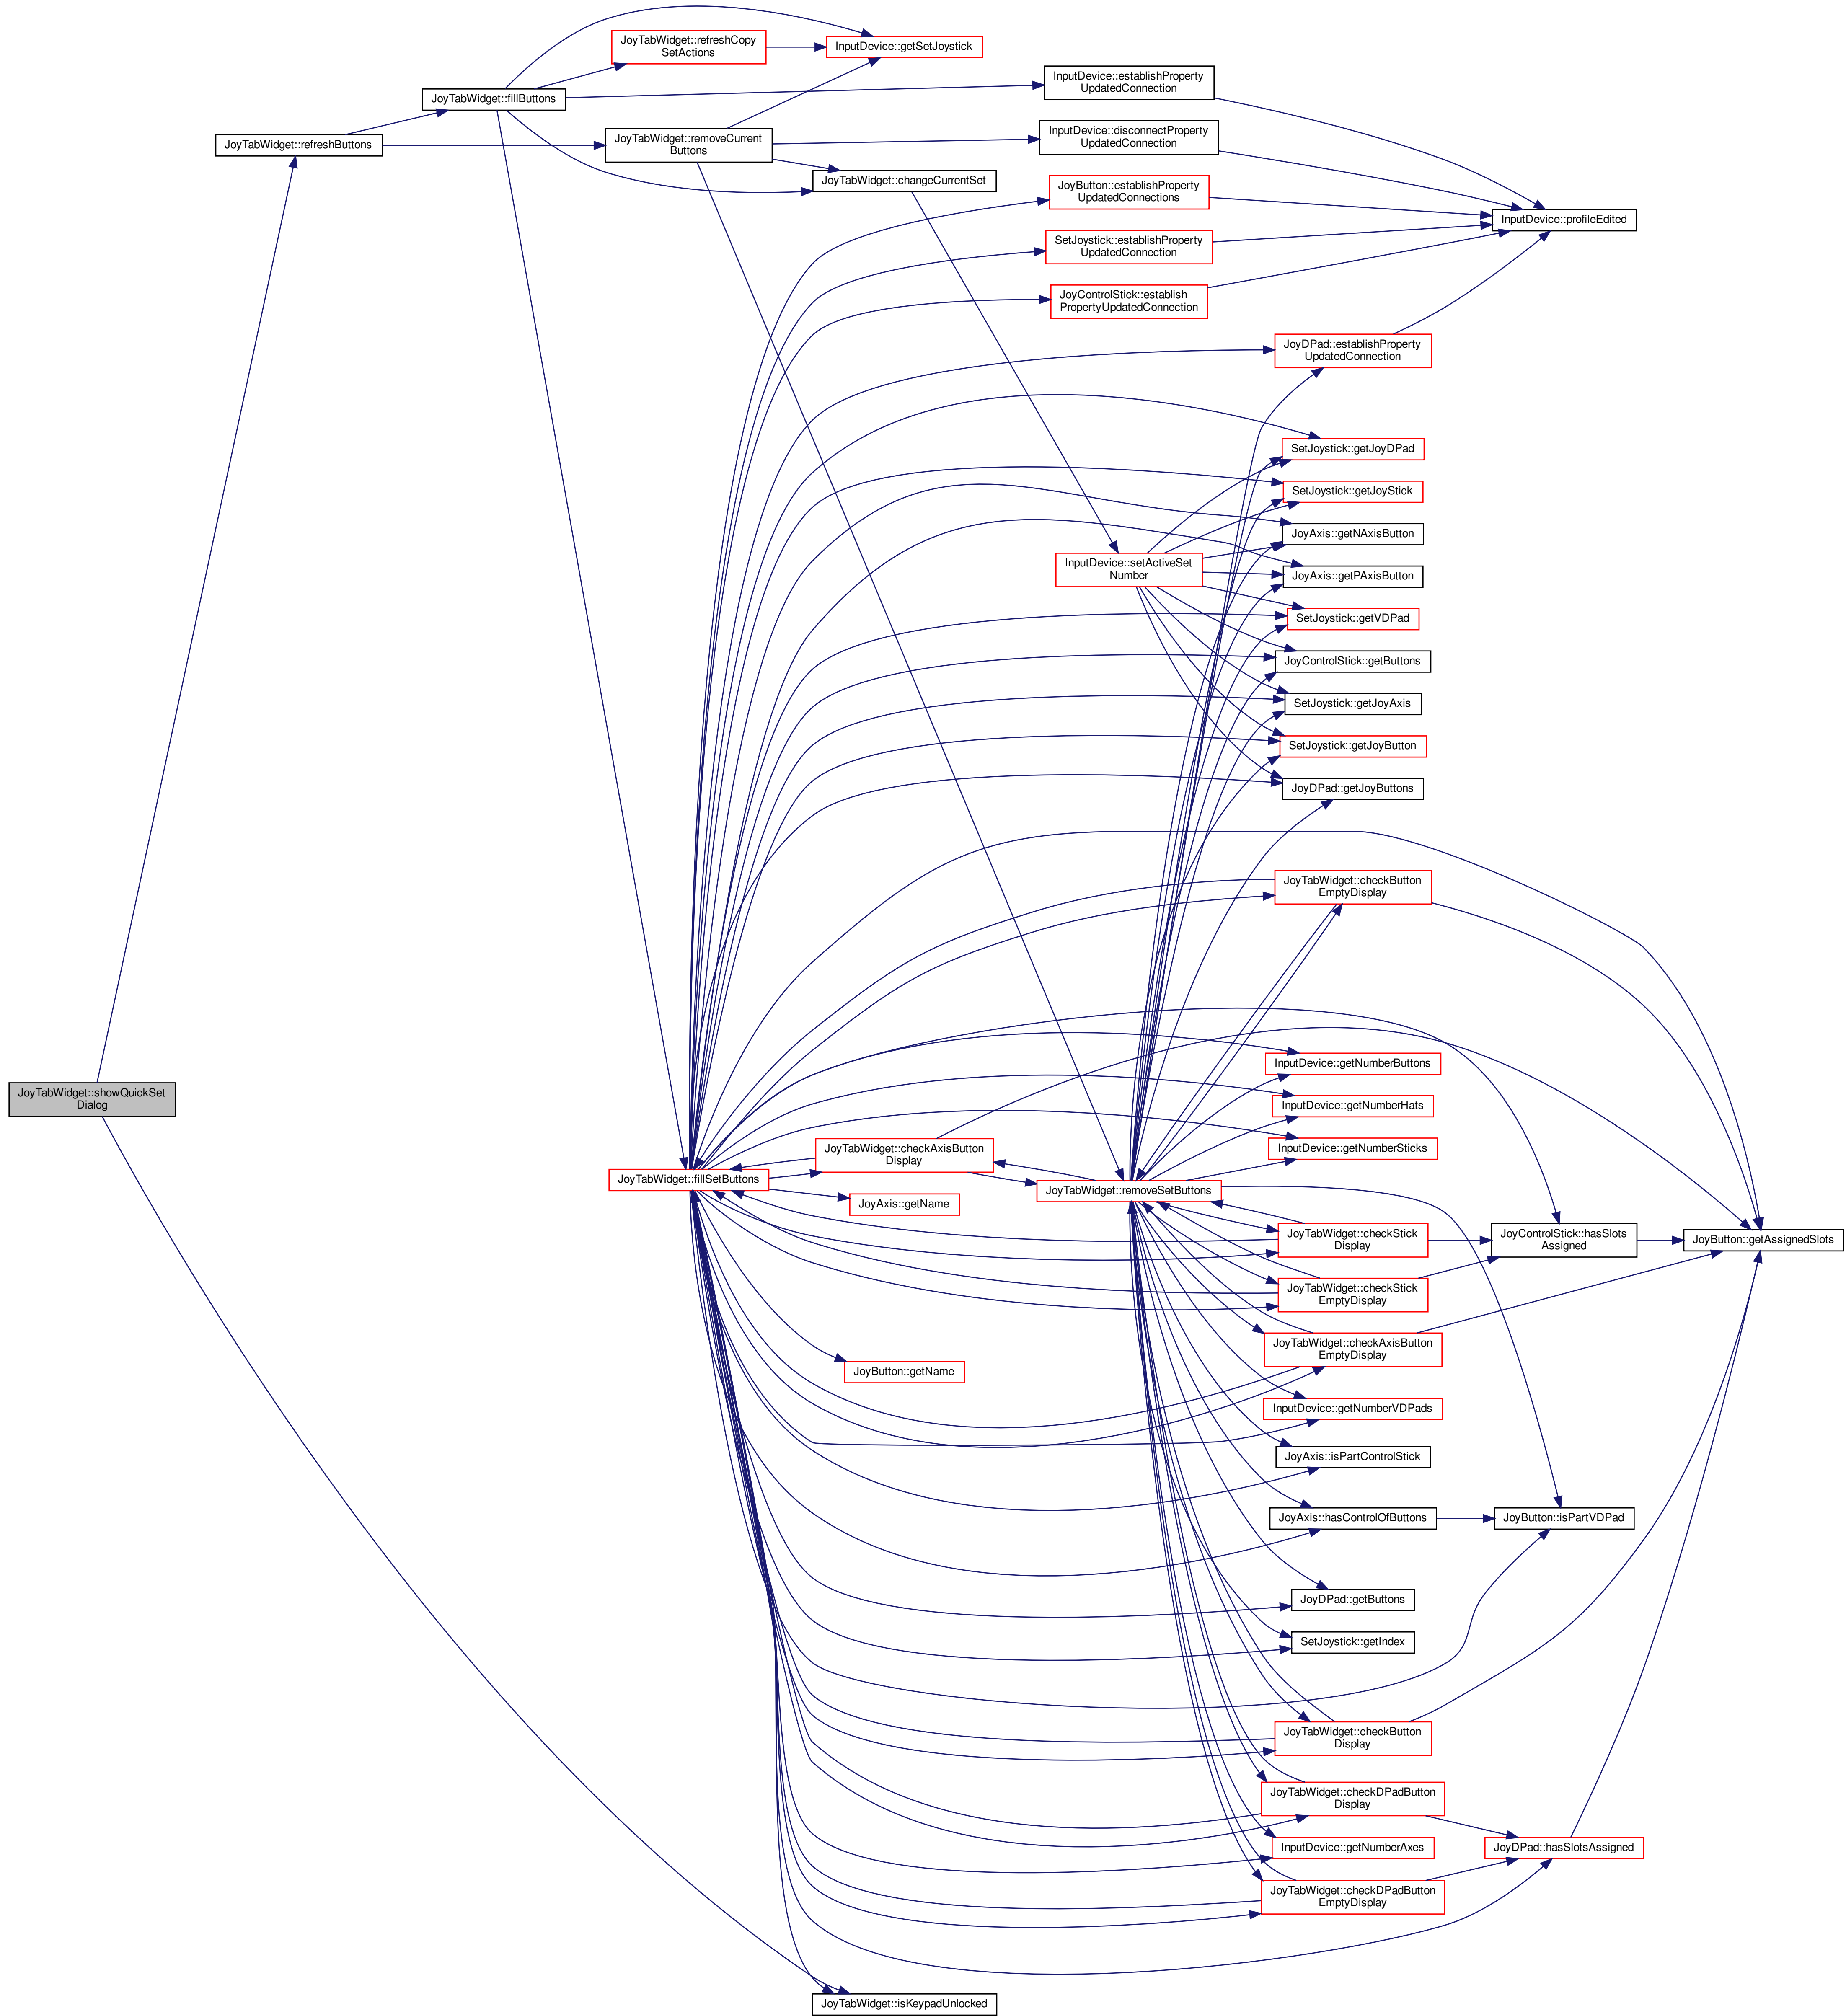 JoyTabWidget::refreshCopy
SetActions
InputDevice::getSetJoystick
InputDevice::establishProperty
UpdatedConnection
JoyTabWidget::fillButtons
InputDevice::disconnectProperty
UpdatedConnection
JoyTabWidget::refreshButtons
JoyTabWidget::removeCurrent
Buttons
JoyTabWidget::changeCurrentSet
JoyButton::establishProperty
UpdatedConnections
InputDevice::profileEdited
SetJoystick::establishProperty
UpdatedConnection
JoyControlStick::establish
PropertyUpdatedConnection
JoyDPad::establishProperty
UpdatedConnection
SetJoystick::getJoyDPad
SetJoystick::getJoyStick
JoyAxis::getNAxisButton
InputDevice::setActiveSet
Number
JoyAxis::getPAxisButton
SetJoystick::getVDPad
JoyControlStick::getButtons
SetJoystick::getJoyAxis
SetJoystick::getJoyButton
JoyDPad::getJoyButtons
JoyTabWidget::checkButton
EmptyDisplay
InputDevice::getNumberButtons
JoyTabWidget::showQuickSet
Dialog
InputDevice::getNumberHats
InputDevice::getNumberSticks
JoyTabWidget::checkAxisButton
Display
JoyTabWidget::fillSetButtons
JoyTabWidget::removeSetButtons
JoyAxis::getName
JoyTabWidget::checkStick
Display
JoyControlStick::hasSlots
Assigned
JoyButton::getAssignedSlots
JoyTabWidget::checkStick
EmptyDisplay
JoyTabWidget::checkAxisButton
EmptyDisplay
JoyButton::getName
InputDevice::getNumberVDPads
JoyAxis::isPartControlStick
JoyAxis::hasControlOfButtons
JoyButton::isPartVDPad
JoyDPad::getButtons
SetJoystick::getIndex
JoyTabWidget::checkButton
Display
JoyTabWidget::checkDPadButton
Display
InputDevice::getNumberAxes
JoyDPad::hasSlotsAssigned
JoyTabWidget::checkDPadButton
EmptyDisplay
JoyTabWidget::isKeypadUnlocked